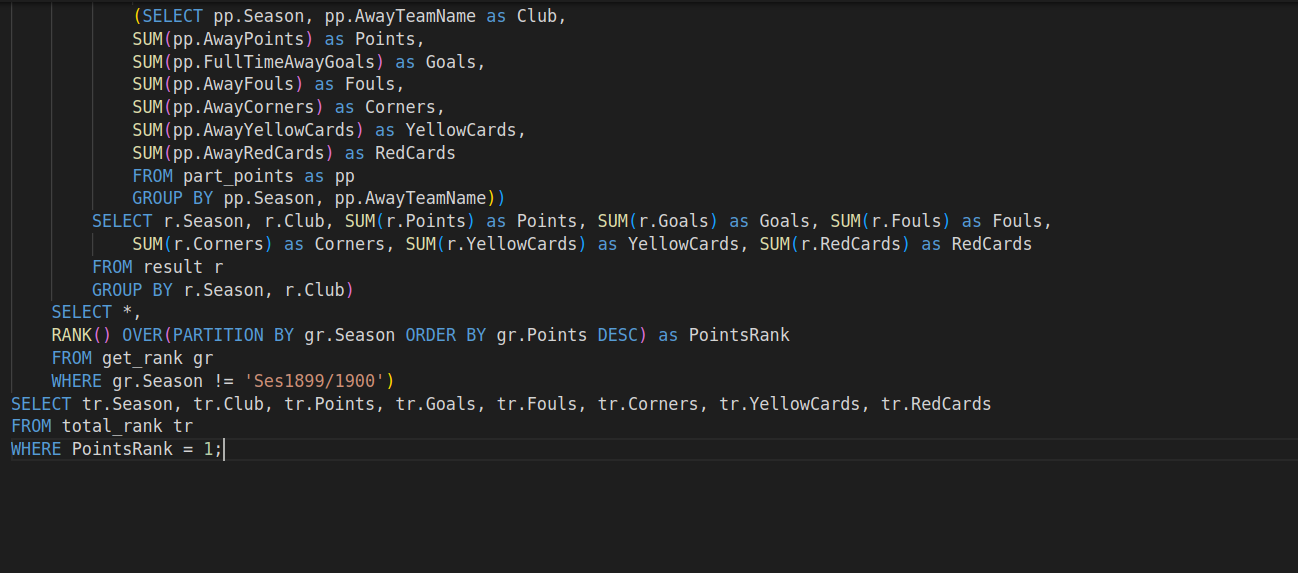 (SELECT pp.Season, pp.AwayTeamName as Club,
SUM(pp.AwayPoints) as Points,
SUM(pp.FullTimeAwayGoals) as Goals,
SUM(pp.AwayFouls) as Fouls,
SUM(pp.AwayCorners) as Corners,
SUM(pp.AwayYellowCards) as YellowCards,
SUM(pp.AwayRedCards) as RedCards
FROM part_points as pp
GROUP BY pp.Season, pp.AwayTeamName))
SELECT r.Season, r.Club, SUM(r.Points) as Points, SUM(r.Goals) as Goals, SUM(r.Fouls) as Fouls,
SUM(r.Corners) as Corners, SUM(r.YellowCards) as YellowCards, SUM(r.RedCards) as RedCards
FROM result r
GROUP BY r.Season, r.Club)
SELECT *,
RANK() OVER(PARTITION BY gr.Season ORDER BY gr.Points DESC) as PointsRank
FROM get_rank gr
WHERE gr.Season != 'Ses1899/1900')
SELECT tr.Season, tr.Club, tr.Points, tr.Goals, tr.Fouls, tr.Corners, tr.YellowCards, tr.RedCards
FROM total_rank tr
WHERE PointsRank = 1;